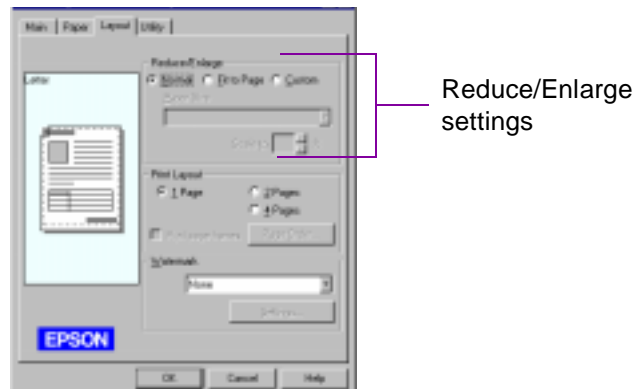 Main Paper Layout Utility
Letter
Reduce/Enlarge
Normal Fit to Page Custom
Reduce/Enlarge
settings
%
Print Layout
1 Page 2 Pages
4 Pages
Watermark
None
EPSON
OK Cancel Help